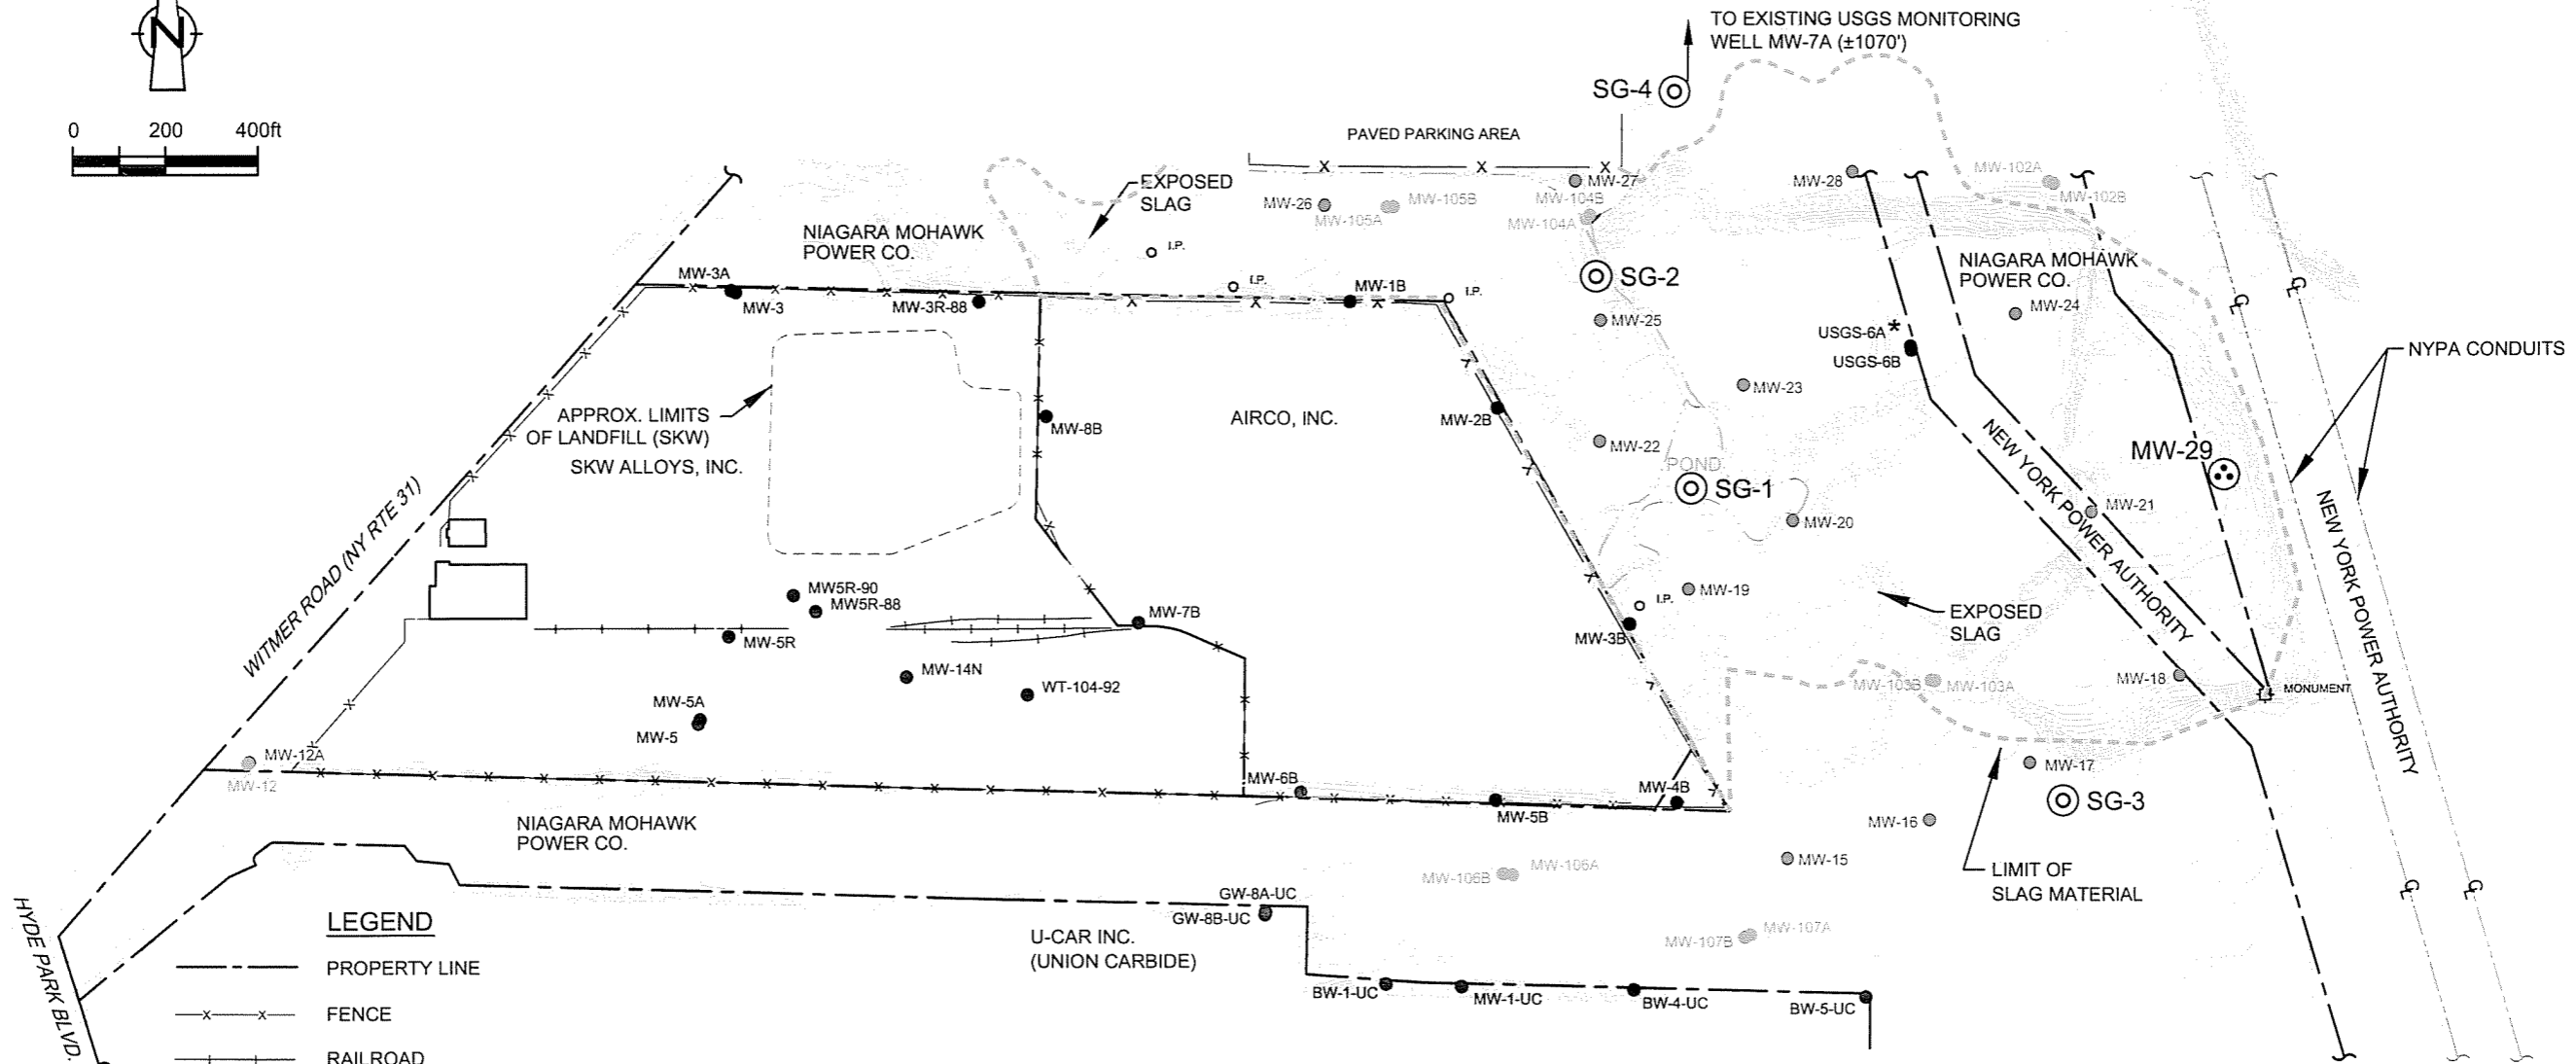 N
TO EXISTING USGS MONITORING
WELL MW-7A (±1070')
SG-4
0 200 400ft
PAVED PARKING AREA
EXPOSED
SLAG
MW-26
MW-105A
MW-105B
MW-27
MW-104B
MW-104A
MW-28
MW-102A
MW-102B
NIAGARA MOHAWK
POWER CO.
I.P.
I.P.
I.P.
MW-3A
MW-3
MW-3R-88
MW-1B
SG-2
MW-25
NIAGARA MOHAWK
POWER CO.
MW-24
USGS-6A *
USGS-6B
NYPA CONDUITS
APPROX. LIMITS
OF LANDFILL (SKW)
SKW ALLOYS, INC.
MW-8B
AIRCO, INC.
MW-2B
MW-23
MW-22
POND
SG-1
MW-20
MW-29
MW-21
NEW YORK POWER AUTHORITY
NEW YORK POWER AUTHORITY
WITMER ROAD (NY RTE 31)
MW5R-90
MW5R-88
MW-5R
MW-7B
MW-19
I.P.
MW-3B
EXPOSED
SLAG
MW-14N
WT-104-92
MW-5A
MW-5
MW-103B
MW-103A
MW-18
MONUMENT
MW-12A
MW-12
MW-6B
MW-5B
MW-4B
MW-17
SG-3
MW-16
MW-15
LIMIT OF
SLAG MATERIAL
NIAGARA MOHAWK
POWER CO.
MW-106B
MW-106A
GW-8A-UC
GW-8B-UC
U-CAR INC.
(UNION CARBIDE)
MW-107B
MW-107A
BW-1-UC
MW-1-UC
BW-4-UC
BW-5-UC
HYDE PARK BLVD.
LEGEND
PROPERTY LINE
FENCE
RAILROAD